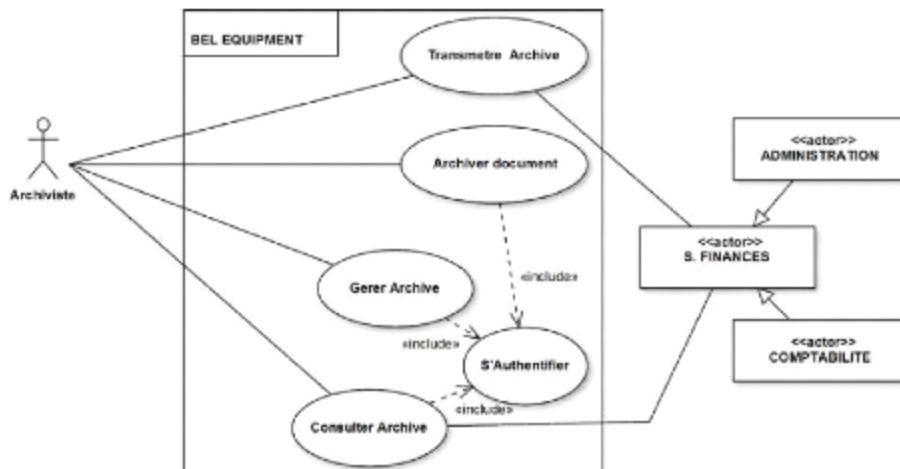 BEL EQUIPMENT
Transmetre Archive
<<actor>>
ADMINISTRATION
Archiver document
Archiviste
<<actor>>
S. FINANCES
«include»
Gerer Archive
«include»
S'Authentifier
<<actor>>
COMPTABILITE
«include»
Consulter Archive